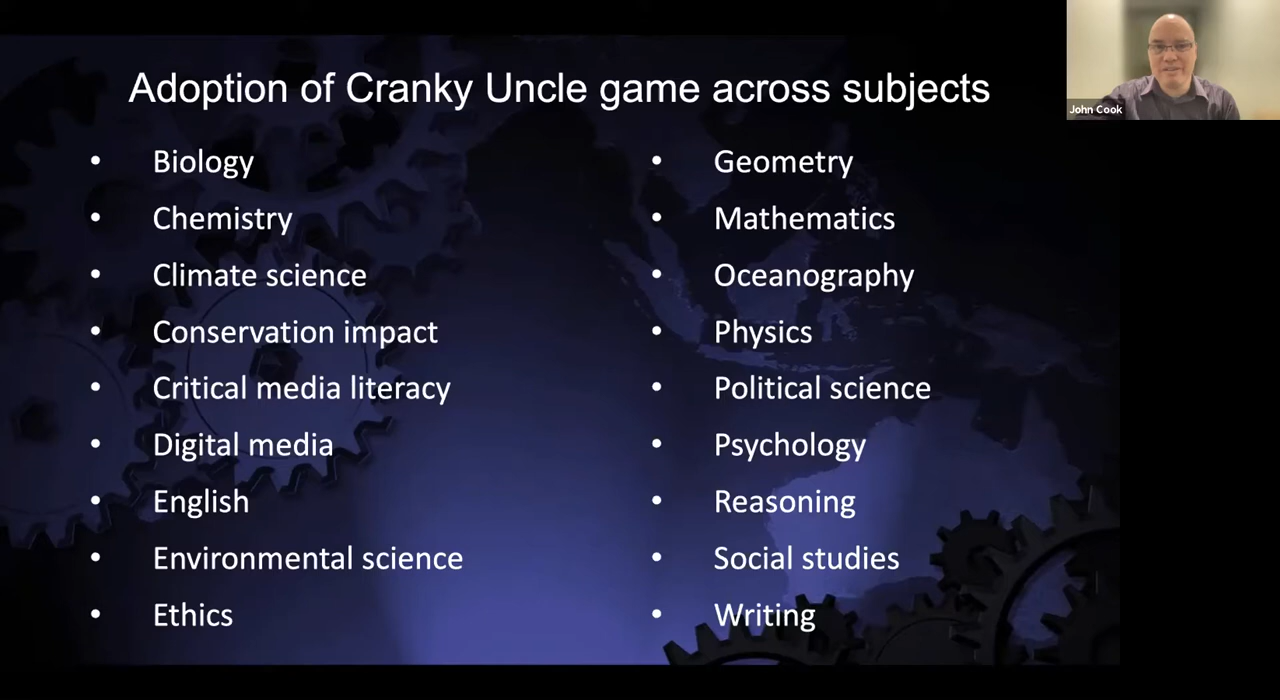 Adoption of Cranky Uncle game across subjects
John Cook
• Biology
• Chemistry
• Climate science
• Conservation impact
• Critical media literacy
• Digital media
• English
• Environmental science
• Ethics
• Geometry
• Mathematics
• Oceanography
• Physics
• Political science
• Psychology
• Reasoning
• Social studies
• Writing